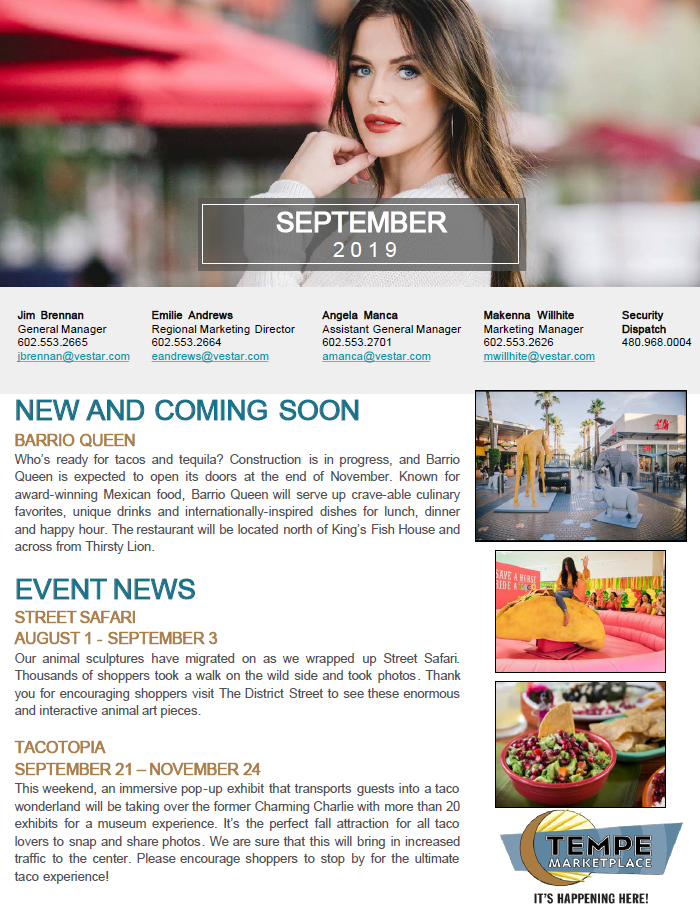 SEPTEMBER
2019
Jim Brennan
General Manager
602.553.2665
jbrennan@vestar.com
Emilie Andrews
Regional Marketing Director
602.553.2664
eandrews@vestar.com
Angela Manca
Assistant General Manager
602.553.2701
amanca@vestar.com
Makenna Willhite
Marketing Manager
602.553.2626
mwillhite@vestar.com
Security
Dispatch
480.968.0004
NEW AND COMING SOON
BARRIO QUEEN
Who's ready for tacos and tequila? Construction is in progress, and Barrio
Queen is expected to open its doors at the end of November. Known for
award-winning Mexican food, Barrio Queen will serve up crave-able culinary
favorites, unique drinks and internationally-inspired dishes for lunch, dinner
and happy hour. The restaurant will be located north of King's Fish House and
across from Thirsty Lion.
EVENT NEWS
STREET SAFARI
AUGUST 1 - SEPTEMBER 3
Our animal sculptures have migrated on as we wrapped up Street Safari.
Thousands of shoppers took a walk on the wild side and took photos. Thank
you for encouraging shoppers visit The District Street to see these enormous
and interactive animal art pieces.
TACOTOPIA
SEPTEMBER 21 – NOVEMBER 24
This weekend, an immersive pop-up exhibit that transports guests into a taco
wonderland will be taking over the former Charming Charlie with more than 20
exhibits for a museum experience. It's the perfect fall attraction for all taco
lovers to snap and share photos. We are sure that this will bring in increased
traffic to the center. Please encourage shoppers to stop by for the ultimate
taco experience!
SAVE A HORSE
RIDE A
TEMPE
MARKETPLACE
IT'S HAPPENING HERE!